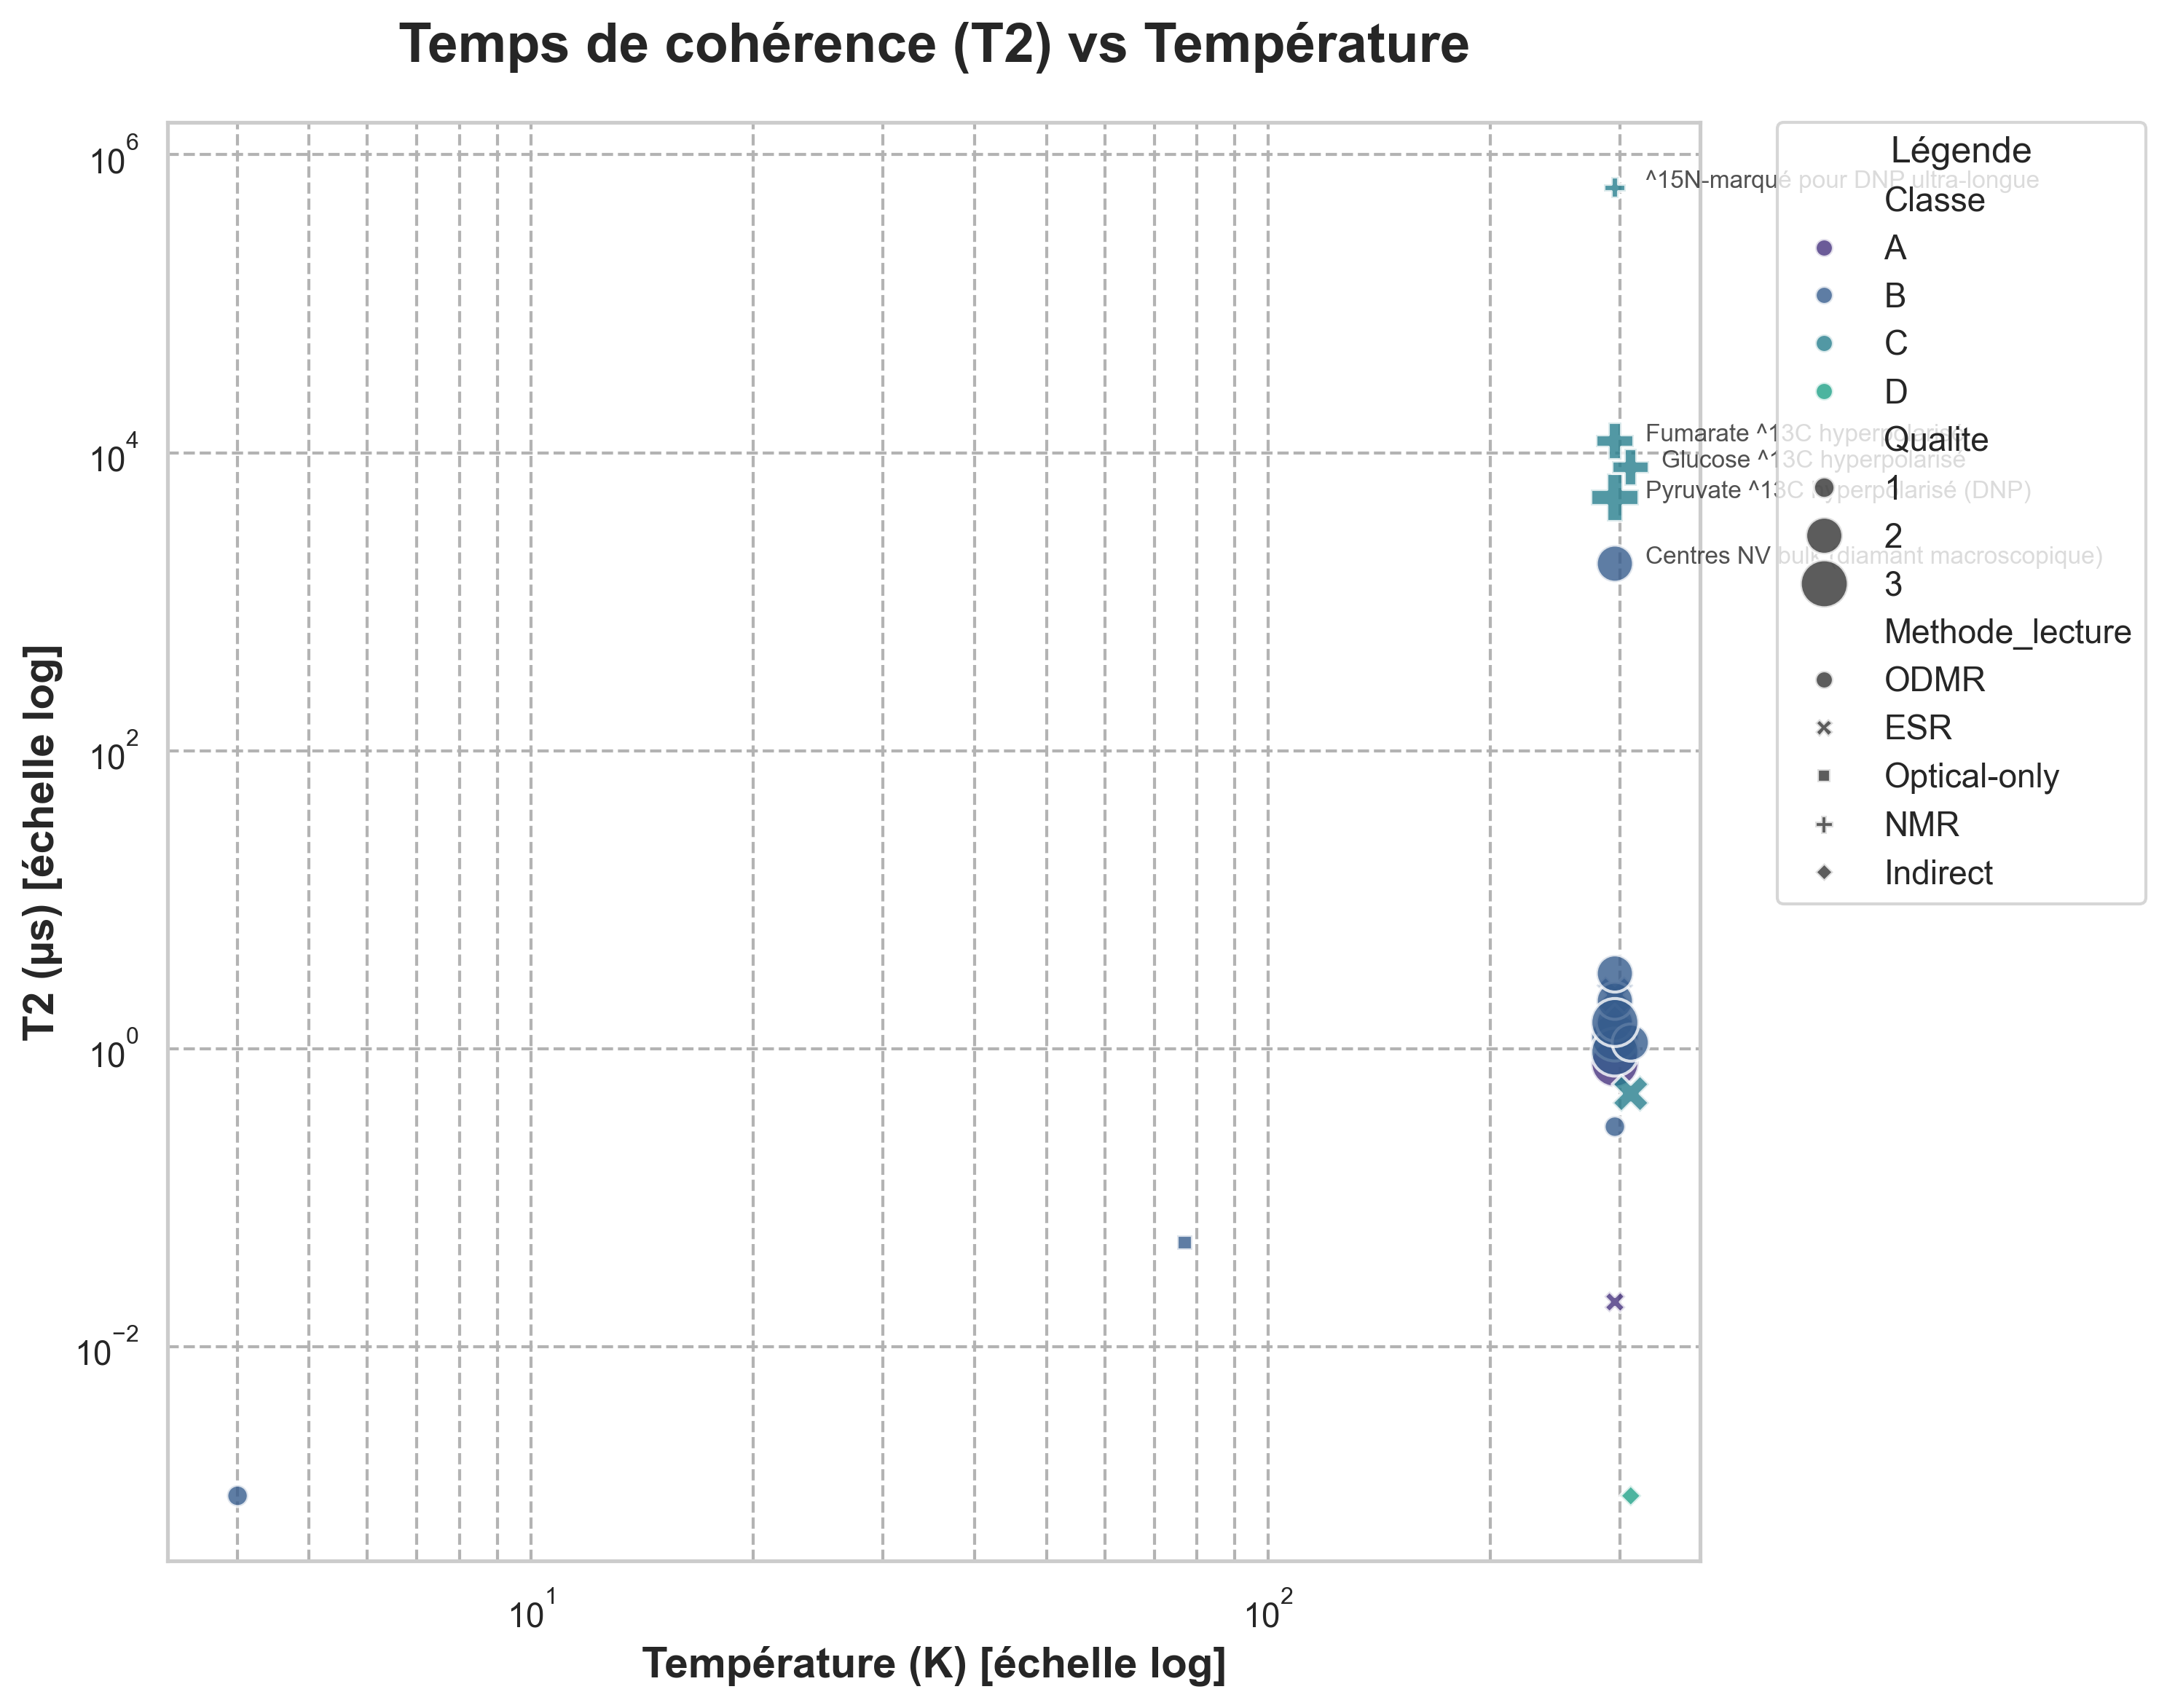 Temps de cohérence (T2) vs Température
T2 (µs) [échelle log]
10^6
10^4
10^2
10^0
10^−2
10^1
10^2
Température (K) [échelle log]
^15N-marqué pour DNP ultra-longue
Fumarate ^13C hyperpolarisé
Glucose ^13C hyperpolarisé
Pyruvate ^13C hyperpolarisé (DNP)
Centres NV bulk (diamant macroscopique)
Légende
Classe
A
B
C
D
Qualite
1
2
3
Methode_lecture
ODMR
ESR
Optical-only
NMR
Indirect